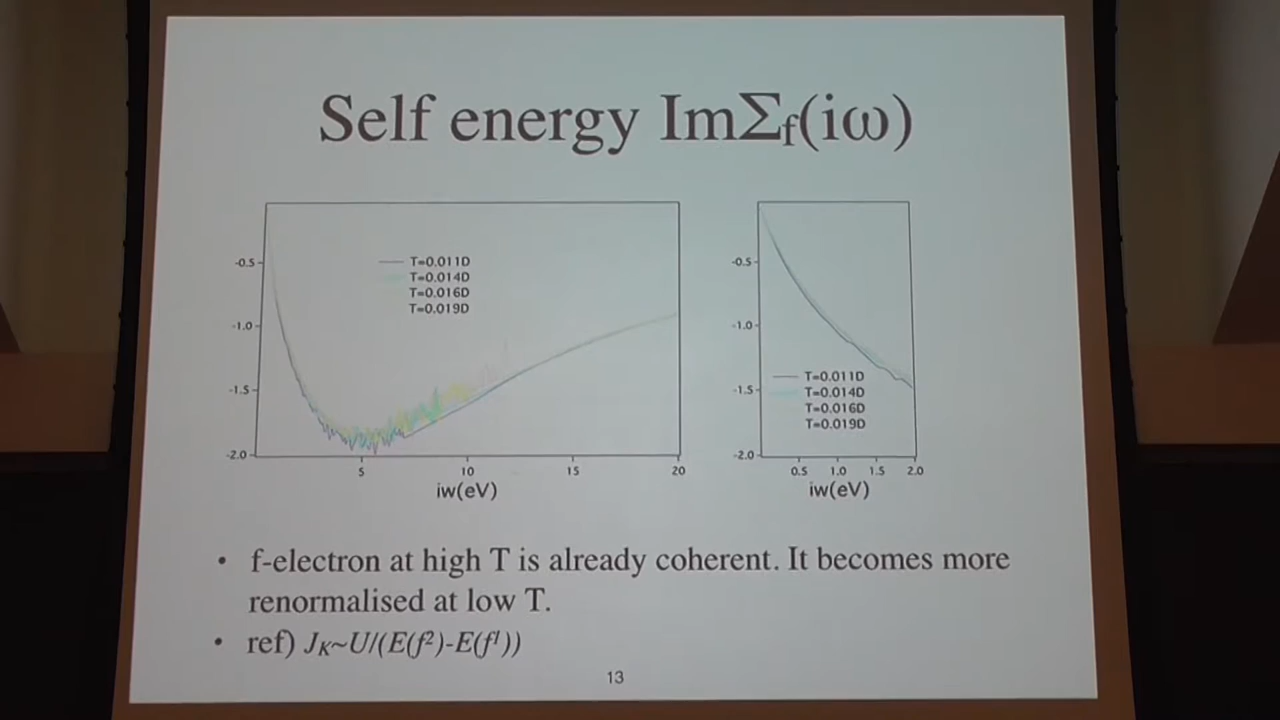 Self energy ImΣf(iω)
-0.5
-1.0
-1.5
-2.0
T=0.011D
T=0.014D
T=0.016D
T=0.019D
5
10
15
20
iw(eV)
-0.5
-1.0
-1.5
-2.0
T=0.011D
T=0.014D
T=0.016D
T=0.019D
0.5
1.0
1.5
2.0
iw(eV)
• f-electron at high T is already coherent. It becomes more
renormalised at low T.
• ref) JK~U/(E(f²)-E(f¹))
13